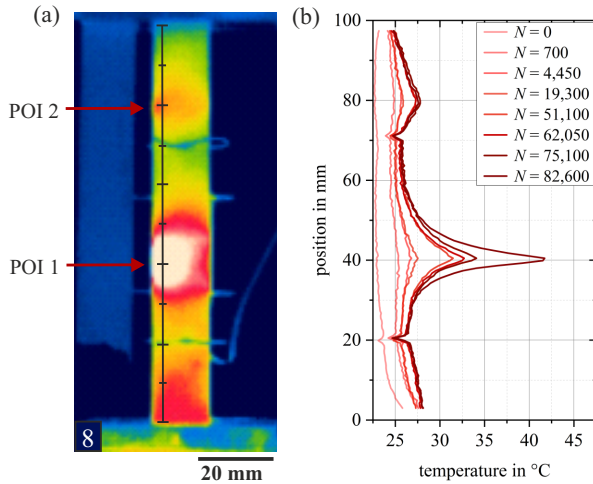 (a)
POI 2
POI 1
8
20 mm
(b)
100
80
60
40
20
0
position in mm
25
30
35
40
45
temperature in °C
N = 0
N = 700
N = 4,450
N = 19,300
N = 51,100
N = 62,050
N = 75,100
N = 82,600